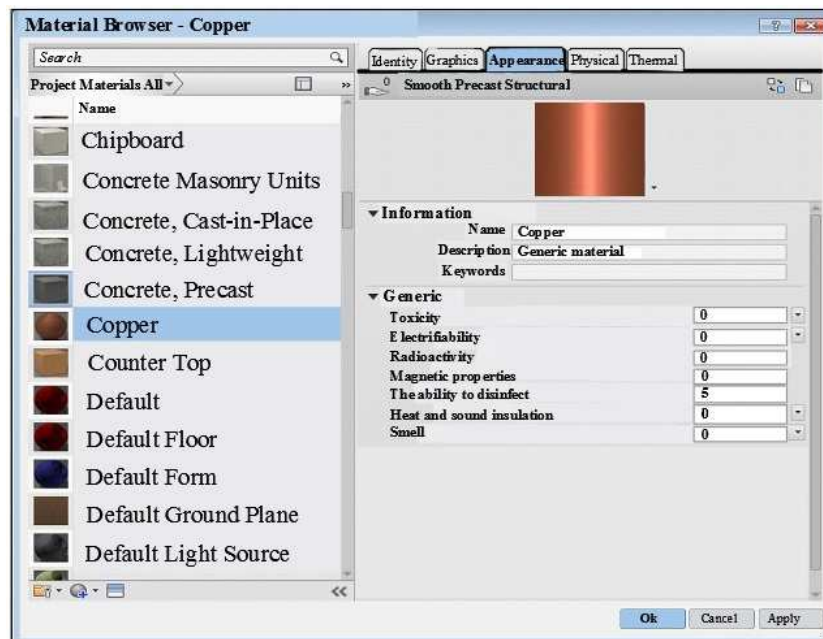 Material Browser - Copper
Search
Project Materials All
Name
Chipboard
Concrete Masonry Units
Concrete, Cast-in-Place
Concrete, Lightweight
Concrete, Precast
Copper
Counter Top
Default
Default Floor
Default Form
Default Ground Plane
Default Light Source
Identity Graphics Appearance Physical Thermal
0 Smooth Precast Structural
Information
Name Copper
Description Generic material
Keywords
Generic
Toxicity 0
Electrifiability 0
Radioactivity 0
Magnetic properties 0
The ability to disinfect 5
Heat and sound insulation 0
Smell 0
Ok Cancel Apply